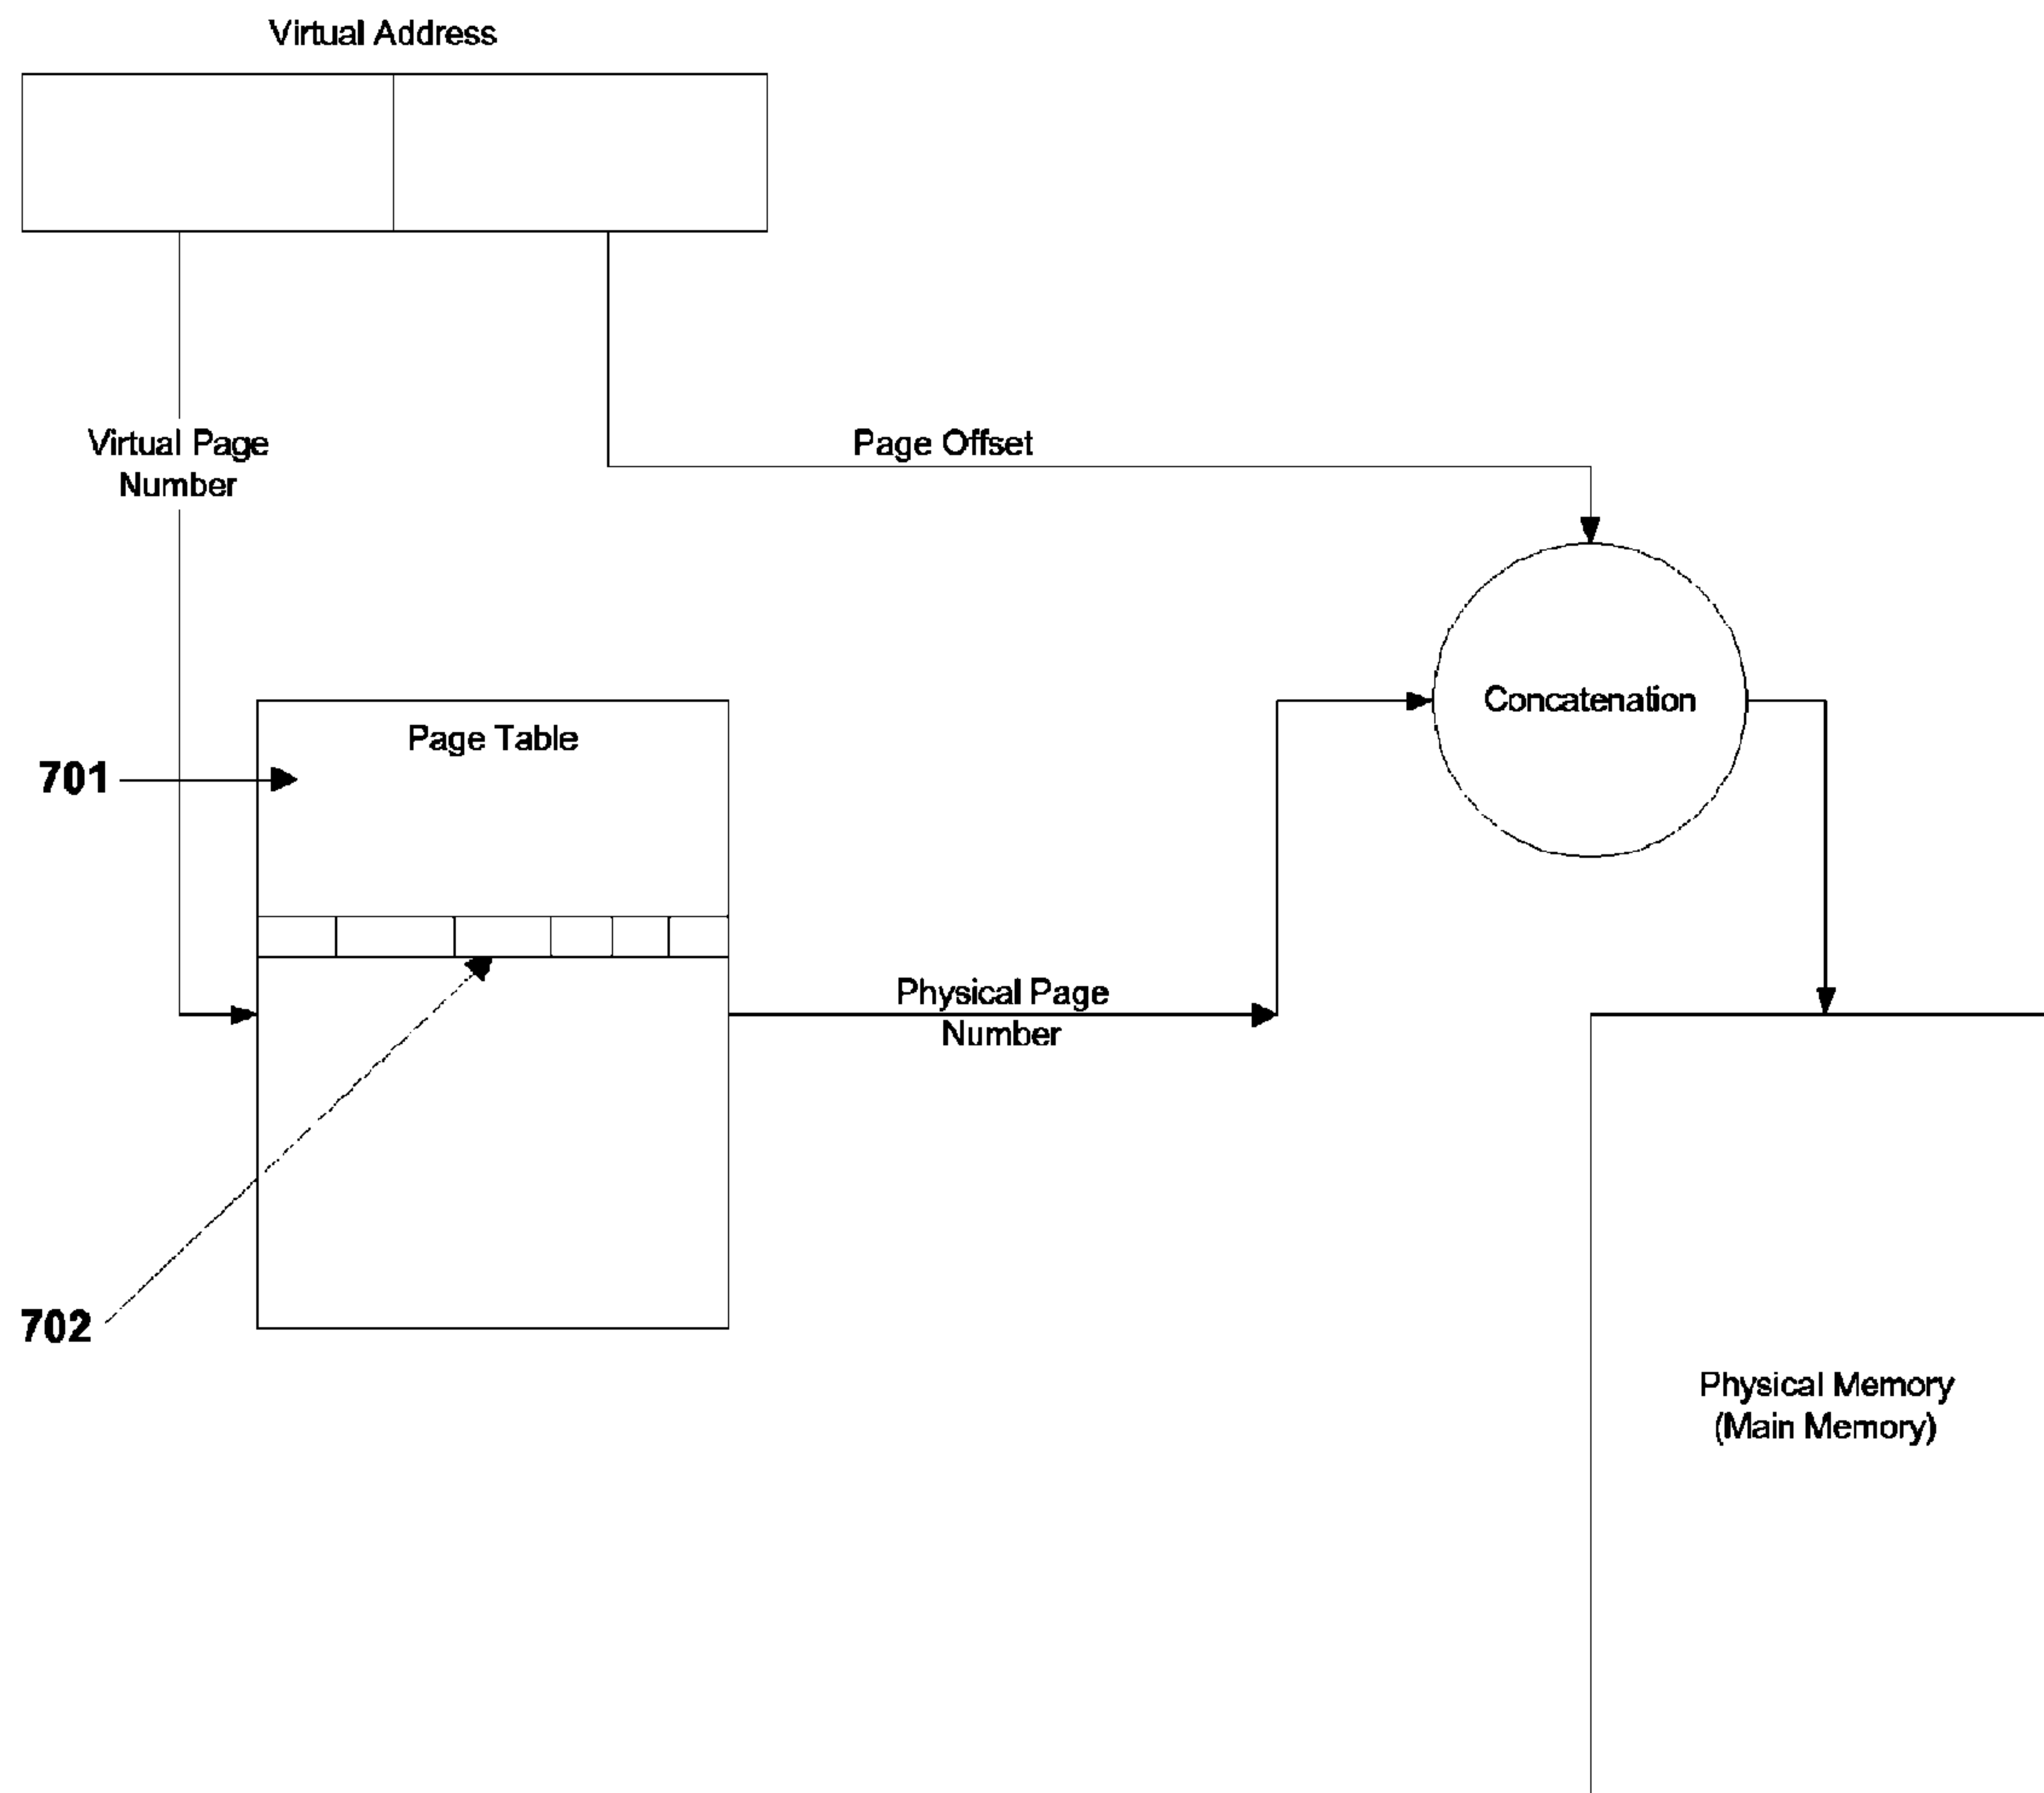 Virtual Address
Virtual Page
Number
Page Offset
Concatenation
Page Table
701
Physical Page
Number
702
Physical Memory
(Main Memory)